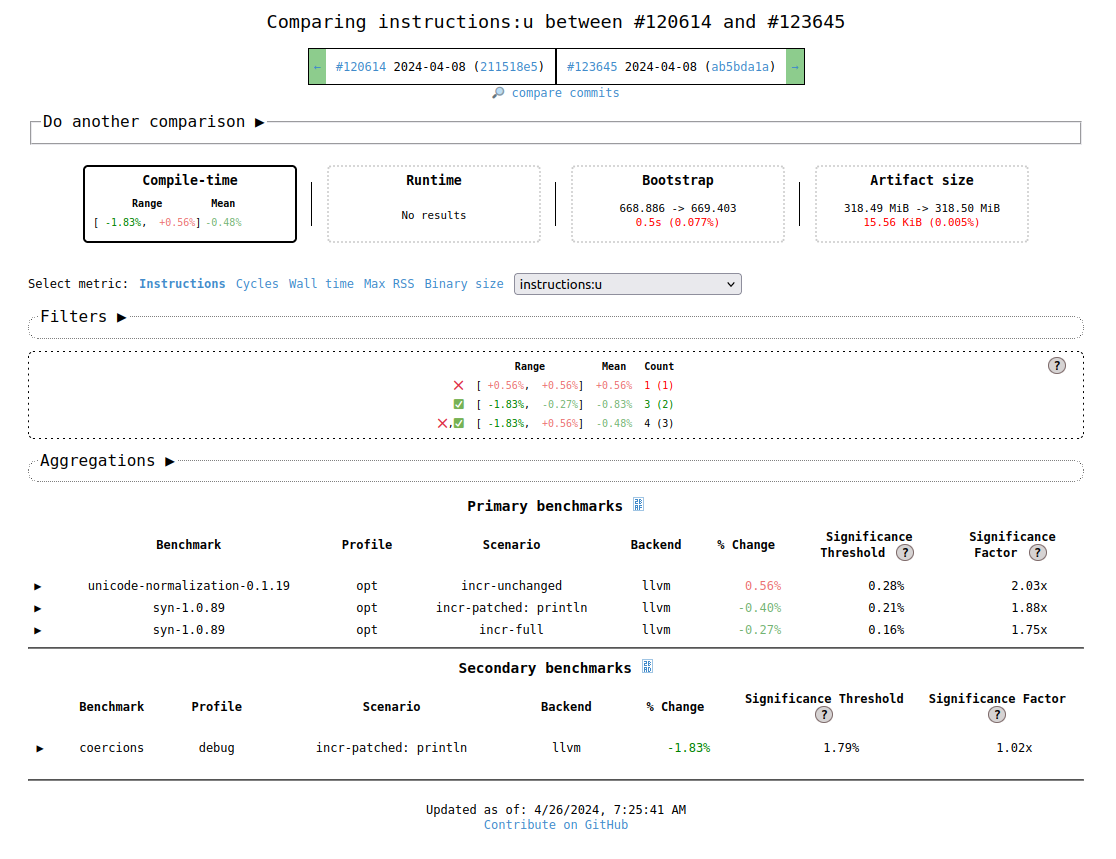 Comparing instructions:u between #120614 and #123645
← #120614 2024-04-08 (211518e5) #123645 2024-04-08 (ab5bda1a) →
🔎 compare commits
Do another comparison ▶
Compile-time
Range Mean
[ -1.83%, +0.56%] -0.48%
Runtime
No results
Bootstrap
668.886 -> 669.403
0.5s (0.077%)
Artifact size
318.49 MiB -> 318.50 MiB
15.56 KiB (0.005%)
Select metric: Instructions Cycles Wall time Max RSS Binary size instructions:u
Filters ▶
?
Range Mean Count
❌ [ +0.56%, +0.56%] +0.56% 1 (1)
✅ [ -1.83%, -0.27%] -0.83% 3 (2)
❌,✅ [ -1.83%, +0.56%] -0.48% 4 (3)
Aggregations ▶
Primary benchmarks
Benchmark Profile Scenario Backend % Change Significance Threshold ? Significance Factor ?
▶ unicode-normalization-0.1.19 opt incr-unchanged llvm 0.56% 0.28% 2.03x
▶ syn-1.0.89 opt incr-patched: println llvm -0.40% 0.21% 1.88x
▶ syn-1.0.89 opt incr-full llvm -0.27% 0.16% 1.75x
Secondary benchmarks
Benchmark Profile Scenario Backend % Change Significance Threshold ? Significance Factor ?
▶ coercions debug incr-patched: println llvm -1.83% 1.79% 1.02x
Updated as of: 4/26/2024, 7:25:41 AM
Contribute on GitHub